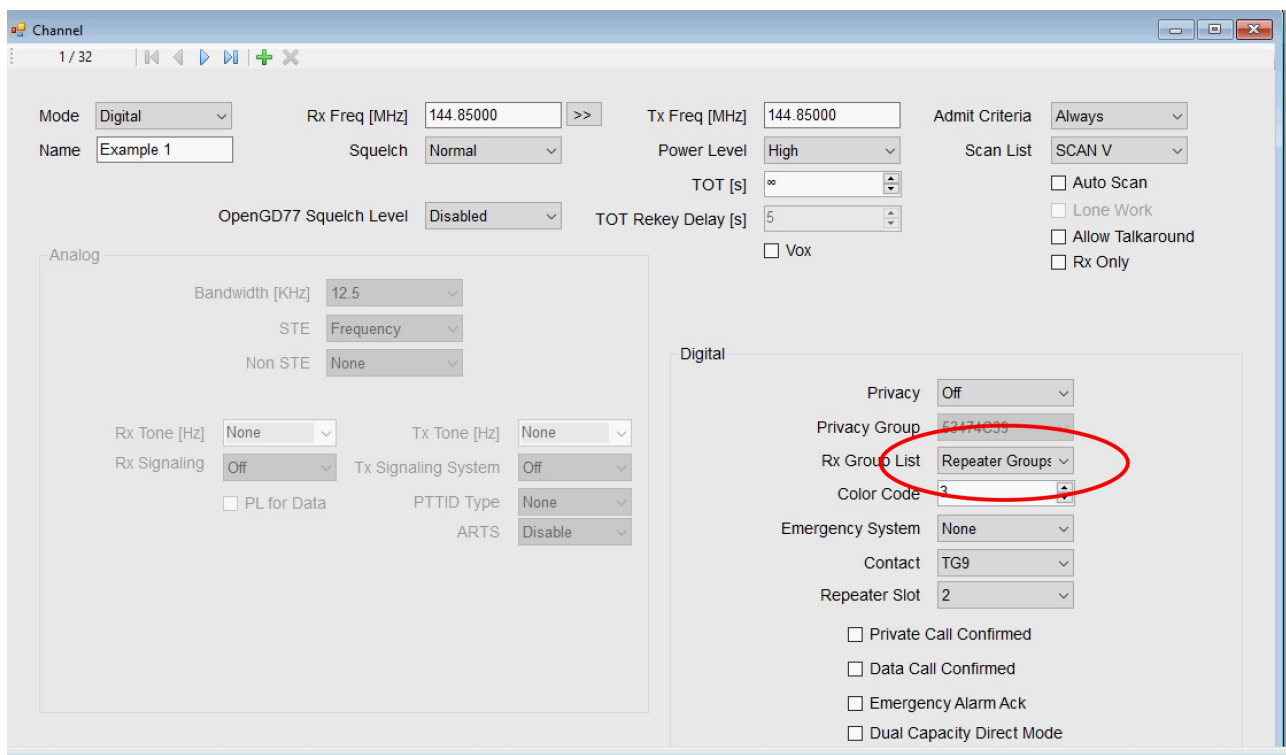 Channel
1 / 32
Mode Digital Rx Freq [MHz] 144.85000 >> Tx Freq [MHz] 144.85000 Admit Criteria Always
Name Example 1 Squelch Normal Power Level High Scan List SCAN V
TOT [s] ∞ Auto Scan
OpenGD77 Squelch Level Disabled TOT Rekey Delay [s] 5 Lone Work
Vox Allow Talkaround
Rx Only
Analog
Bandwidth [KHz] 12.5
STE Frequency
Non STE None
Rx Tone [Hz] None Tx Tone [Hz] None
Rx Signaling Off Tx Signaling System Off
PL for Data PTTID Type None
ARTS Disable
Digital
Privacy Off
Privacy Group
Rx Group List Repeater Groups
Color Code 3
Emergency System None
Contact TG9
Repeater Slot 2
Private Call Confirmed
Data Call Confirmed
Emergency Alarm Ack
Dual Capacity Direct Mode